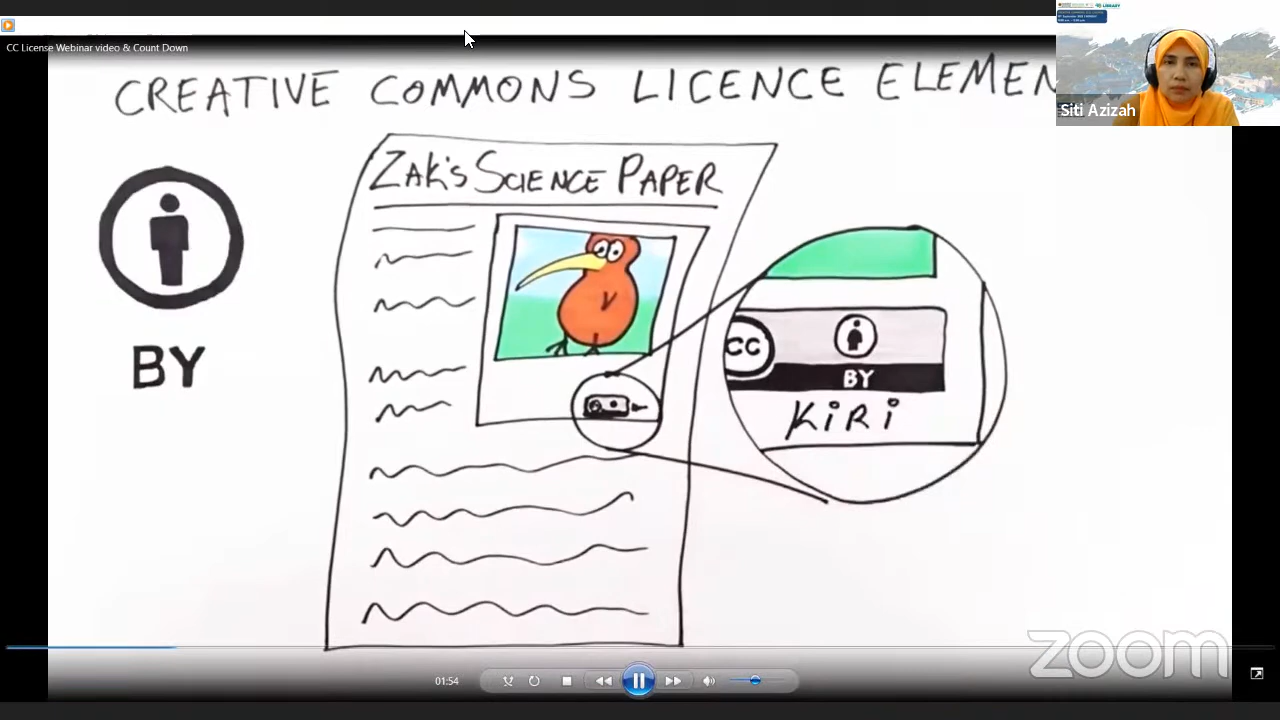 CC License Webinar video & Count Down
CREATIVE COMMONS LICENCE ELEMEN
Siti Azizah
ZAK'S SCIENCE PAPER
BY
CC
BY
KiRi
01:54
zoom